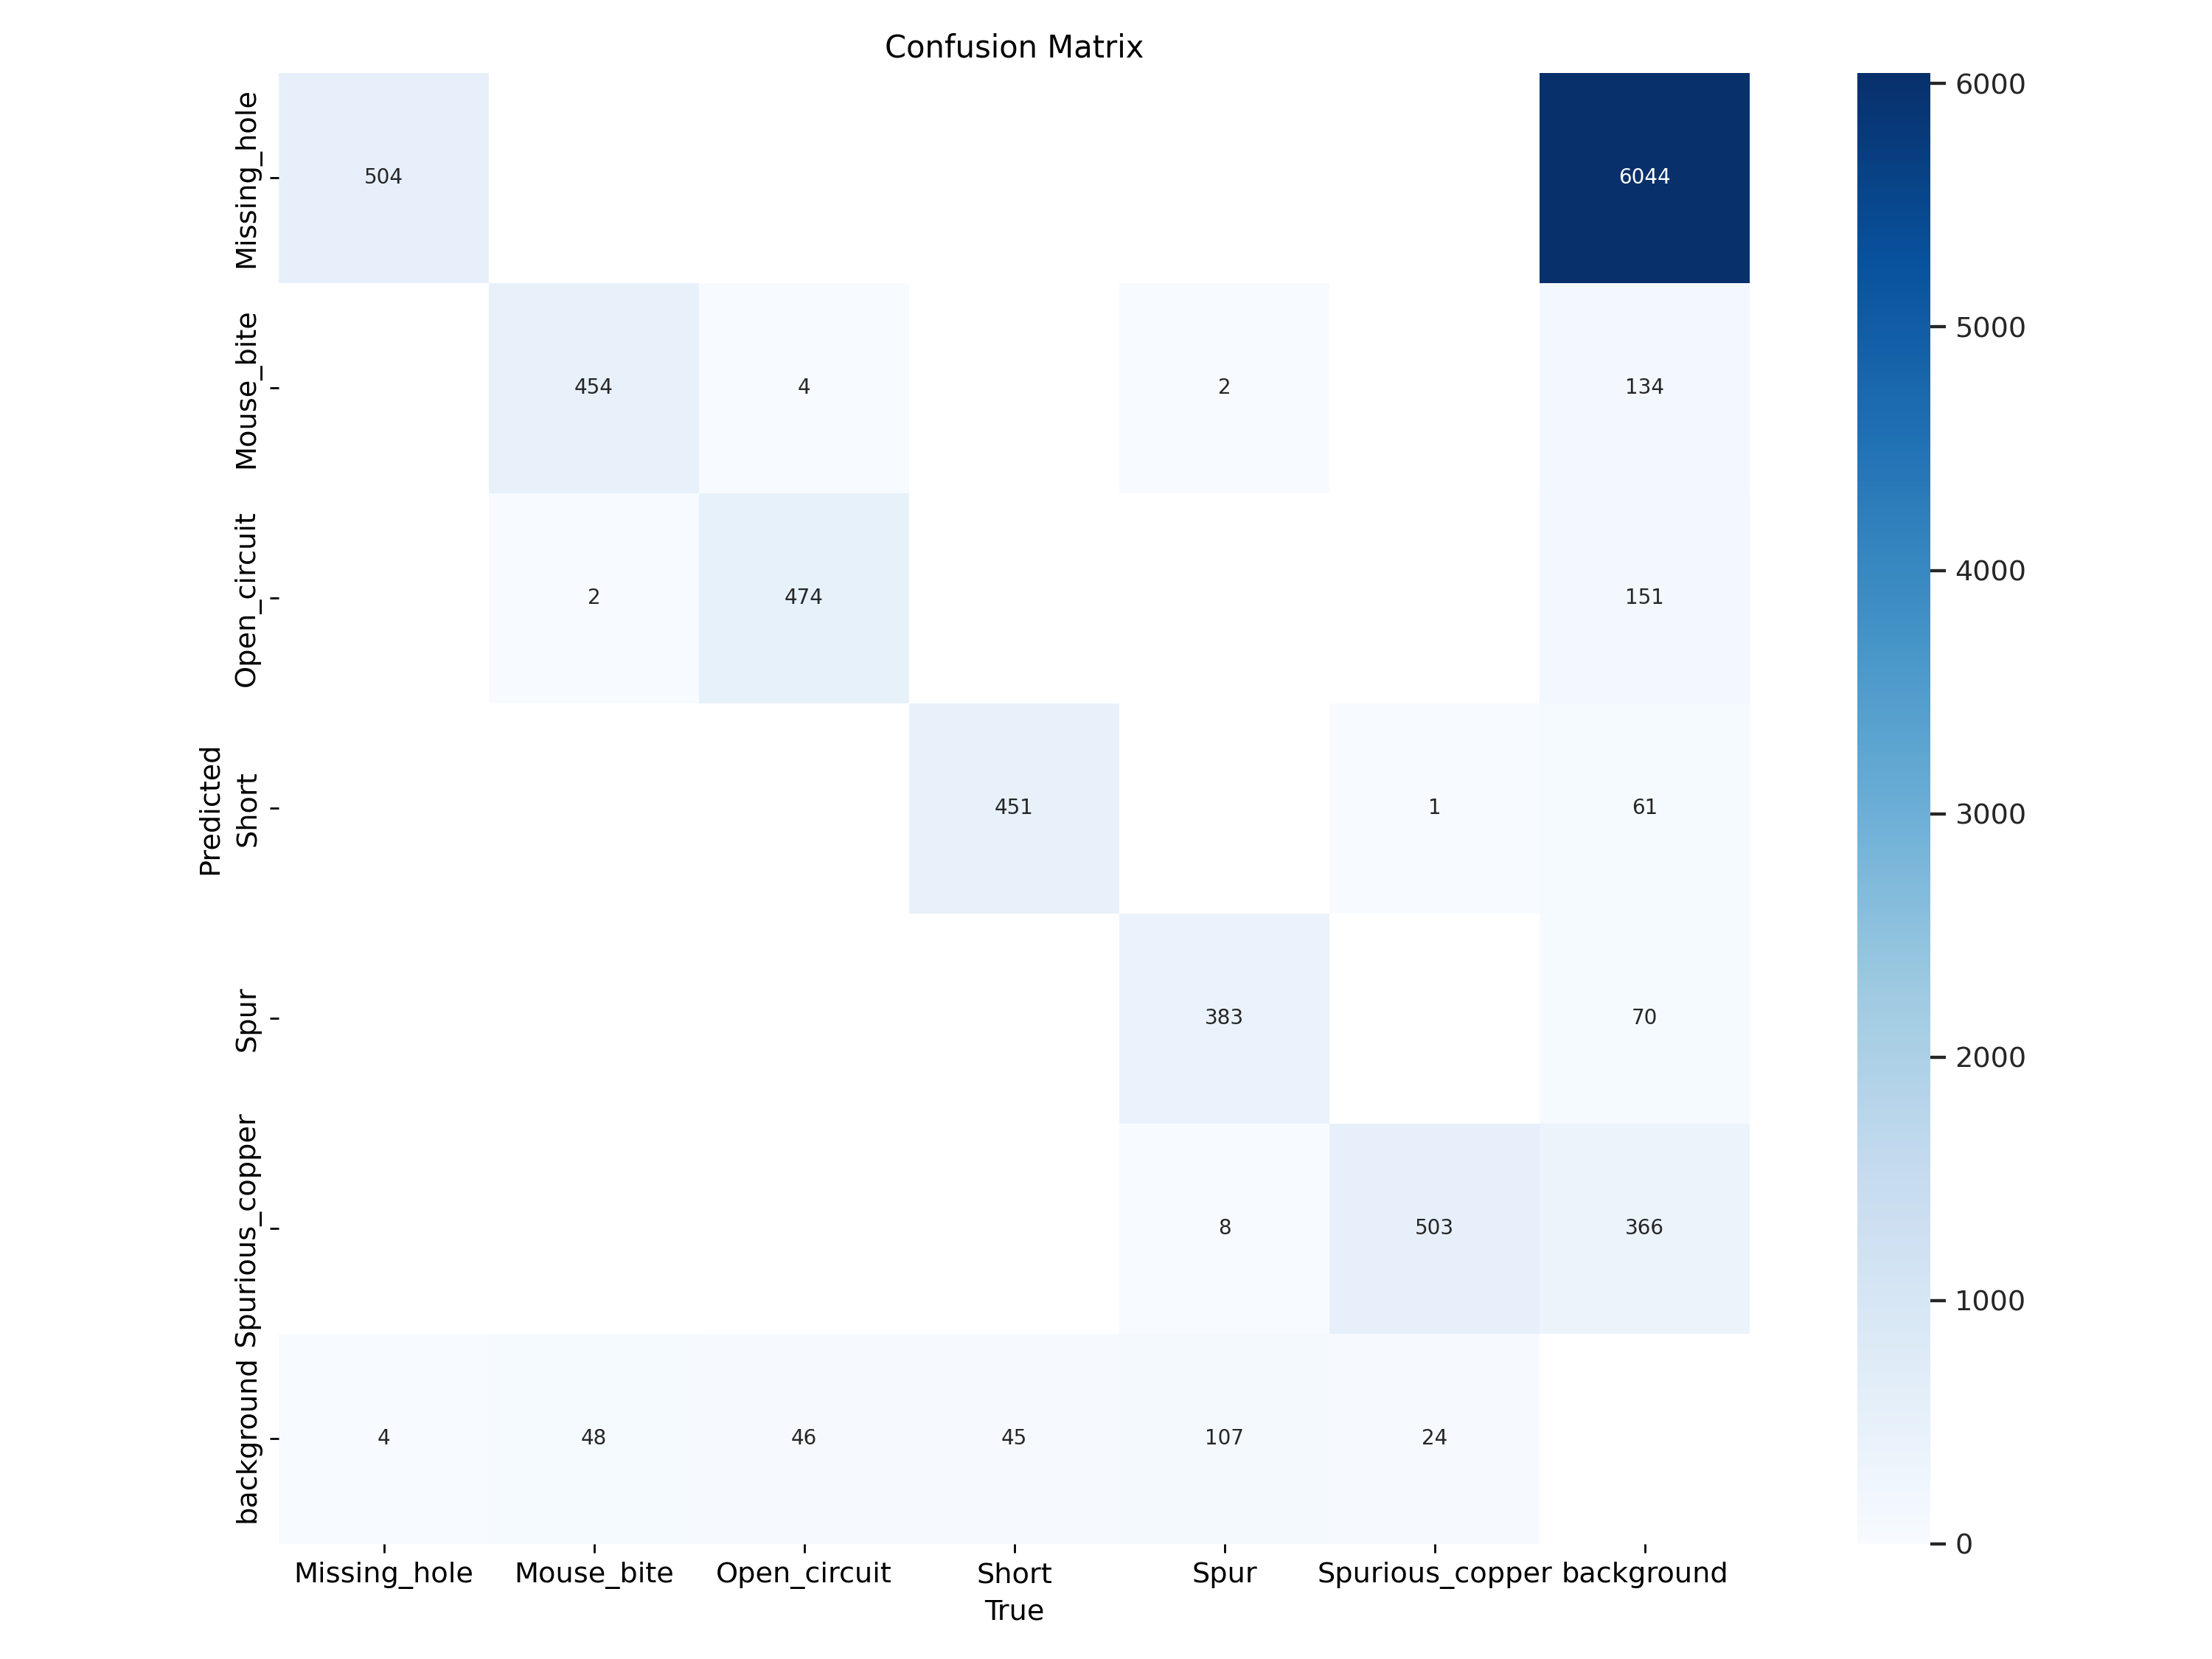 Confusion Matrix
Missing_hole
504
6044
Mouse_bite
454
4
2
134
Open_circuit
2
474
151
Predicted
Short
451
1
61
Spur
383
70
Spurious_copper
8
503
366
background
4
48
46
45
107
24
Missing_hole
Mouse_bite
Open_circuit
Short
Spur
Spurious_copper
background
True
6000
5000
4000
3000
2000
1000
0